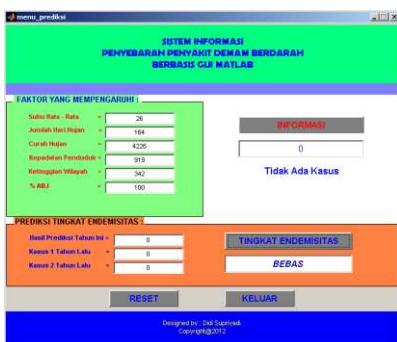 menu_prediksi
SISTEM INFORMASI
PENYEBARAN PENYAKIT DEMAM BERDARAH
BERBASIS GUI MATLAB
FAKTOR YANG MEMPENGARUHI :
Suhu Rata - Rata = 26
Jumlah Hari Hujan = 164
Curah Hujan = 4226
Kepadatan Penduduk = 919
Ketinggian Wilayah = 342
% ABJ = 100
INFORMASI
0
Tidak Ada Kasus
PREDIKSI TINGKAT ENDEMISITAS :
Hasil Prediksi Tahun Ini = 0
Kasus 1 Tahun Lalu = 0
Kasus 2 Tahun Lalu = 0
TINGKAT ENDEMISITAS
BEBAS
RESET
KELUAR
Designed by : Didi Supriyadi
Copyright@2012